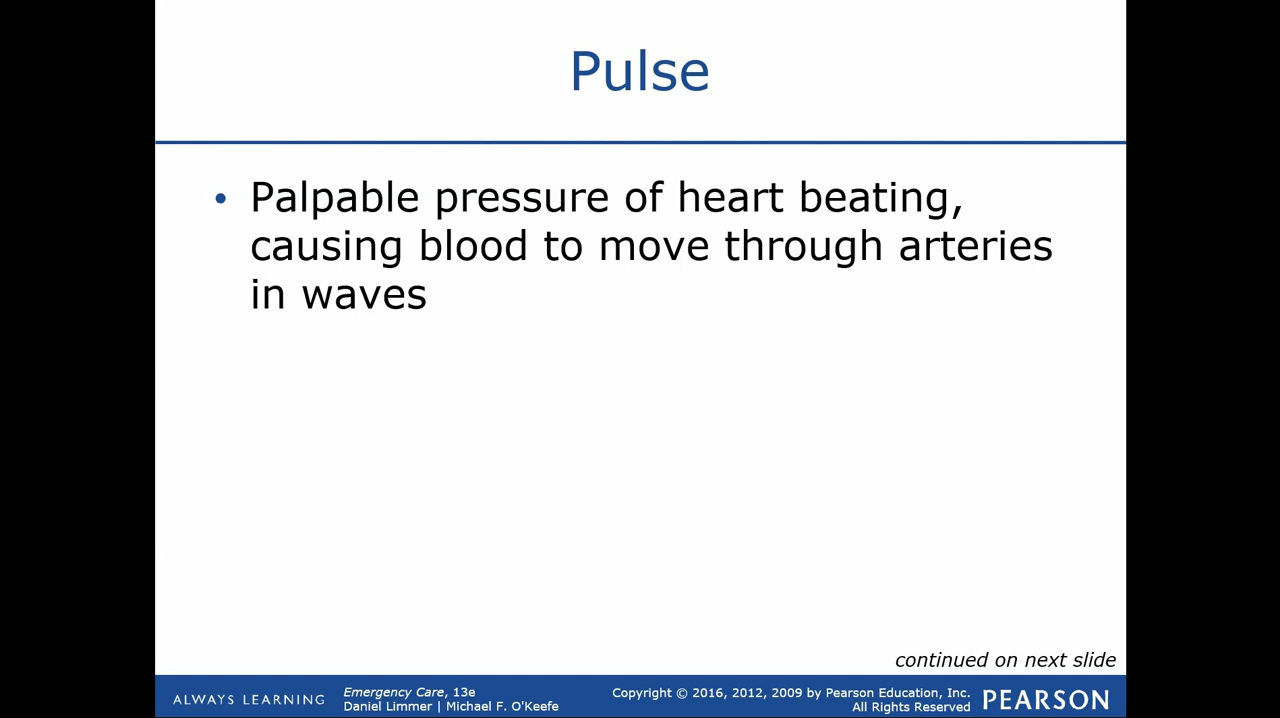 Pulse
• Palpable pressure of heart beating,
causing blood to move through arteries
in waves
continued on next slide
ALWAYS LEARNING
Emergency Care, 13e
Daniel Limmer | Michael F. O'Keefe
Copyright © 2016, 2012, 2009 by Pearson Education, Inc.
All Rights Reserved
PEARSON